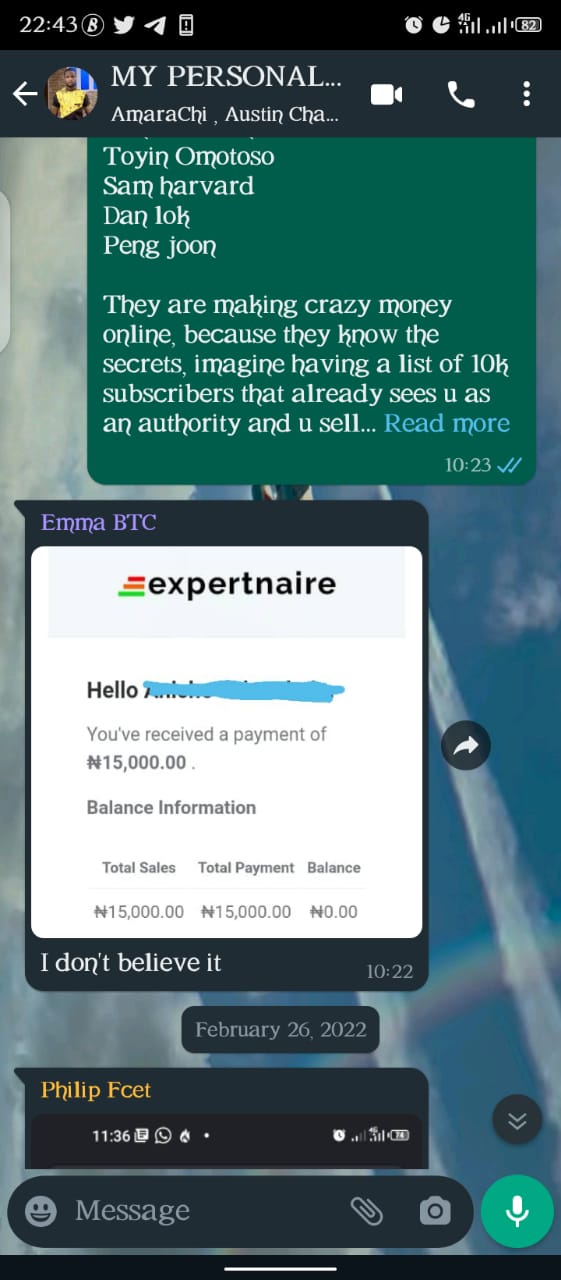 22:43
4G
82
MY PERSONAL...
AmaraChi , Austin Cha...
Toyin Omotoso
Sam harvard
Dan lok
Peng joon
They are making crazy money
online, because they know the
secrets, imagine having a list of 10k
subscribers that already sees u as
an authority and u sell... Read more
10:23
Emma BTC
expertnaire
Hello
You've received a payment of
₦15,000.00 .
Balance Information
Total Sales Total Payment Balance
₦15,000.00 ₦15,000.00 ₦0.00
I don't believe it
10:22
February 26, 2022
Philip Fcet
11:36
4G
74
Message